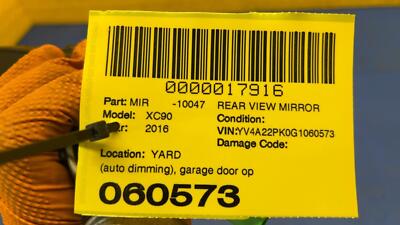 0000017916
Part: MIR -10047 REAR VIEW MIRROR
Model: XC90 Condition:
ar: 2016 VIN:YV4A22PK0G1060573
Damage Code:
Location: YARD
(auto dimming), garage door op
060573